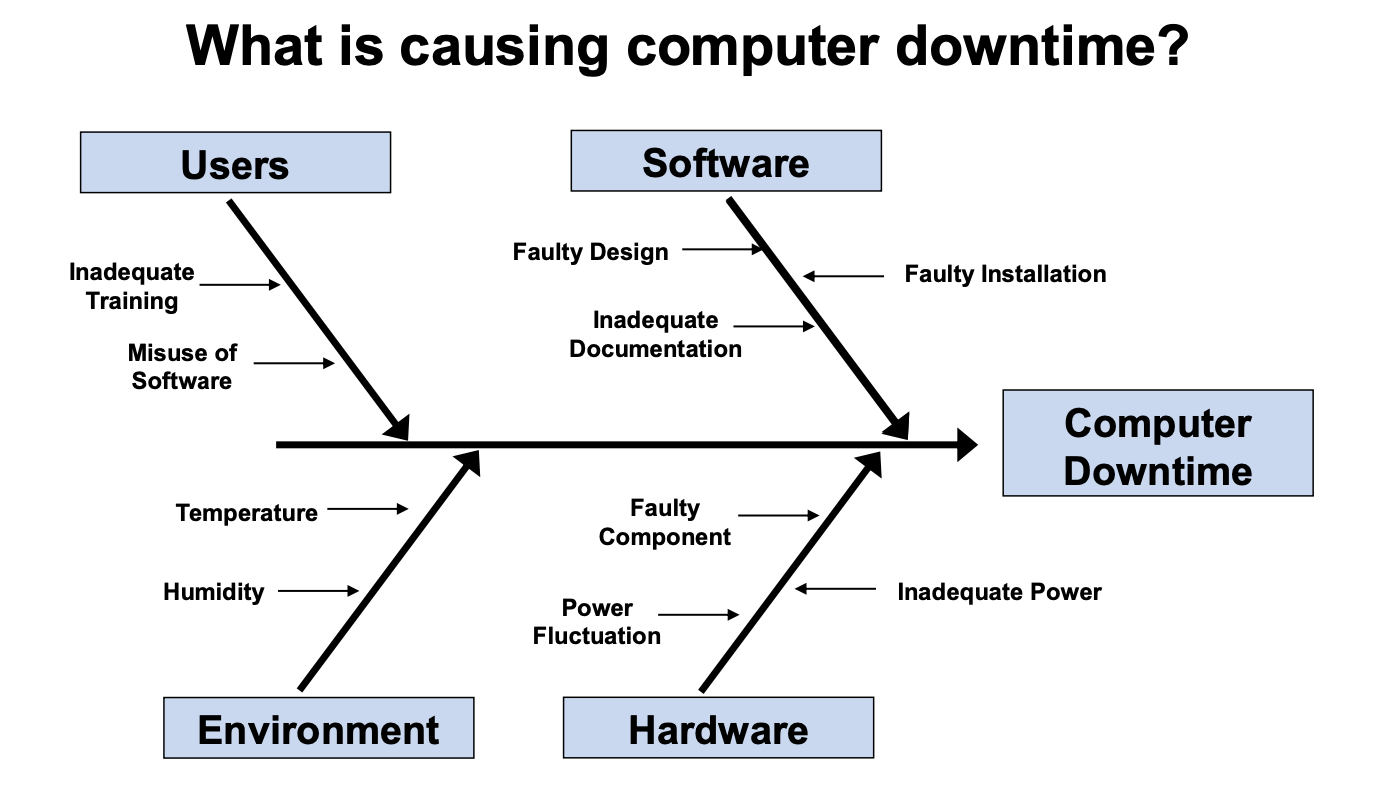 What is causing computer downtime?
Users
Software
Faulty Design
Faulty Installation
Inadequate
Training
Inadequate
Documentation
Misuse of
Software
Computer
Downtime
Temperature
Faulty
Component
Humidity
Inadequate Power
Power
Fluctuation
Environment
Hardware